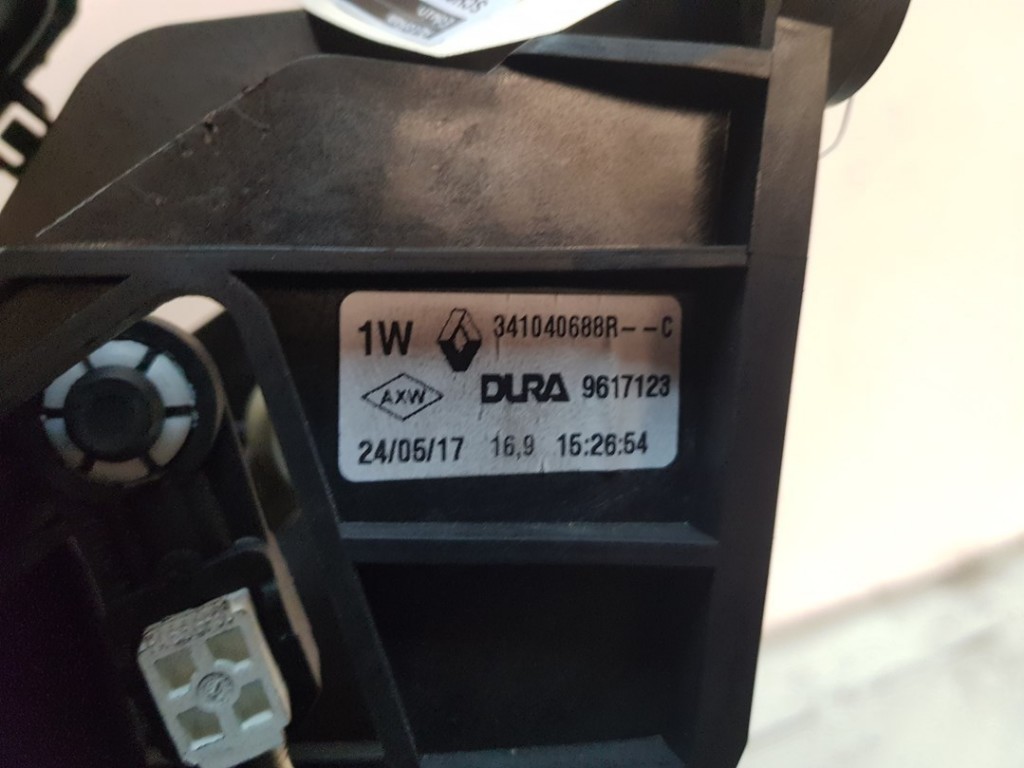 1W 341040688R--C
AXW DURA 9617123
24/05/17 16,9 15:26:54